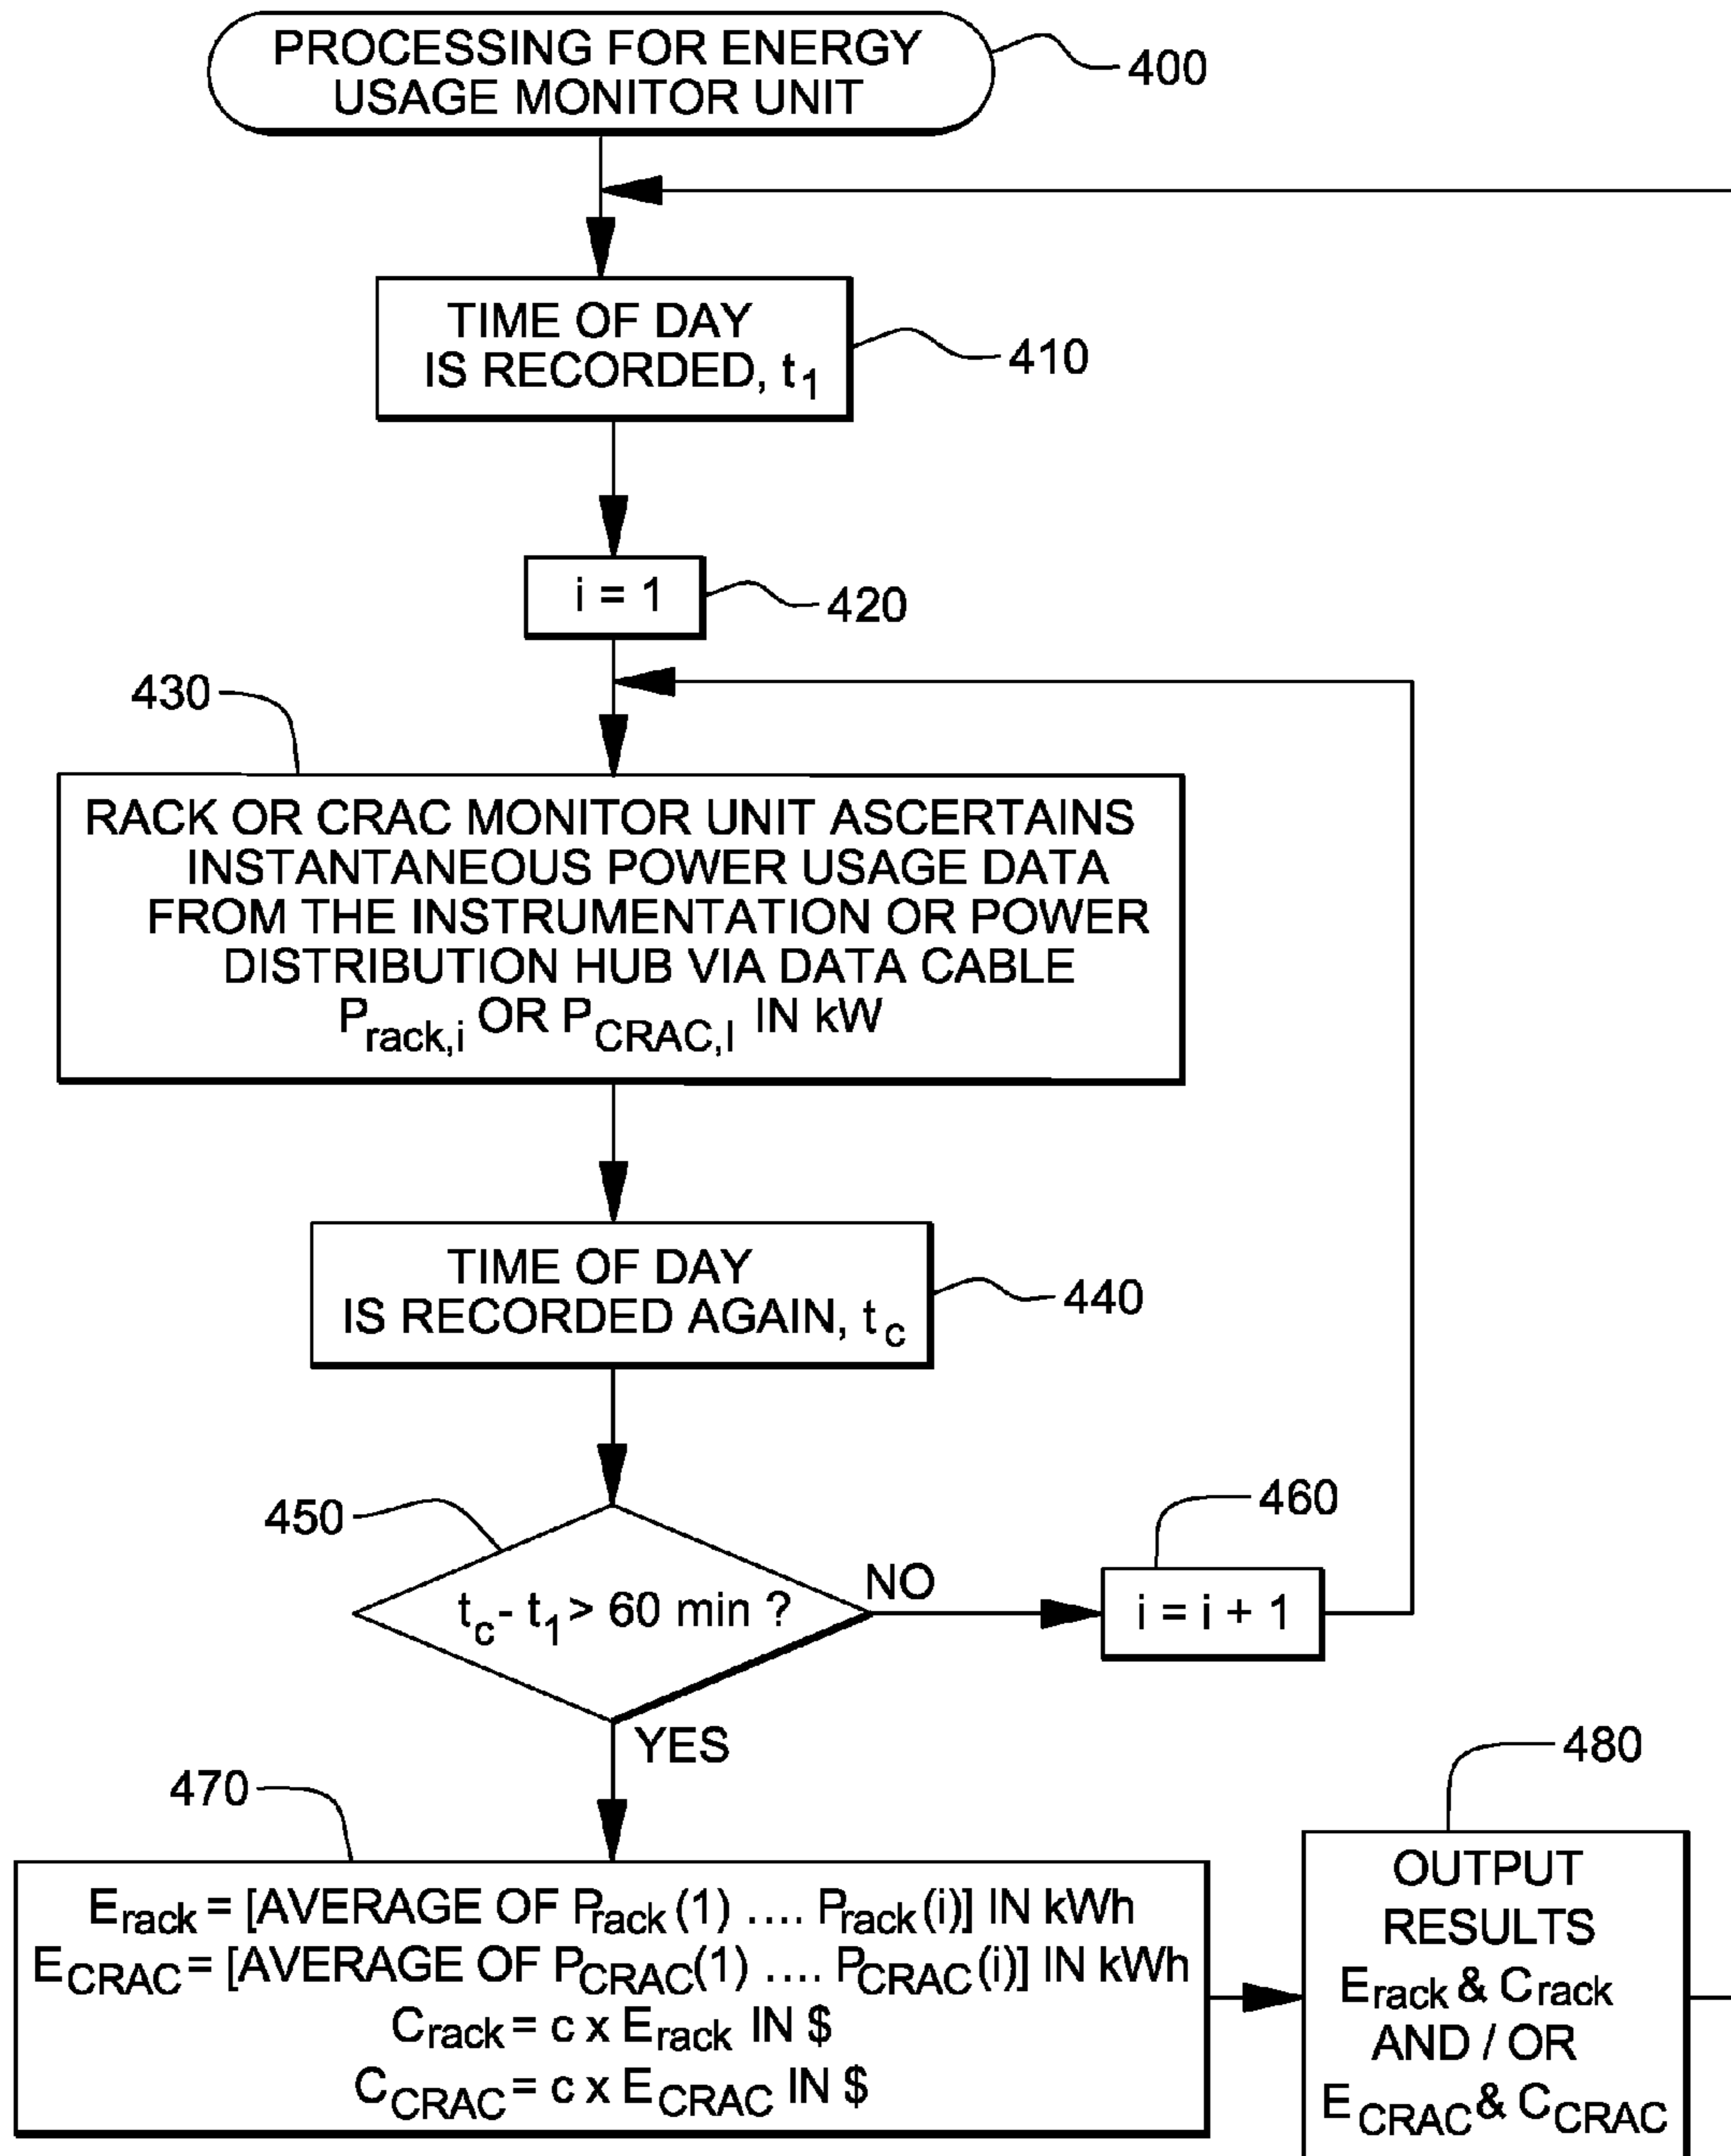 PROCESSING FOR ENERGY
USAGE MONITOR UNIT
400
TIME OF DAY
IS RECORDED, t1
410
i = 1
420
430
RACK OR CRAC MONITOR UNIT ASCERTAINS
INSTANTANEOUS POWER USAGE DATA
FROM THE INSTRUMENTATION OR POWER
DISTRIBUTION HUB VIA DATA CABLE
Prack,i OR PCRAC,I IN kW
TIME OF DAY
IS RECORDED AGAIN, tc
440
450
tc - t1 > 60 min ?
NO
460
i = i + 1
YES
470
Erack = [AVERAGE OF Prack (1) .... Prack (i)] IN kWh
ECRAC = [AVERAGE OF PCRAC(1) .... PCRAC (i)] IN kWh
Crack = c x Erack IN $
CCRAC = c x ECRAC IN $
480
OUTPUT
RESULTS
Erack & Crack
AND / OR
ECRAC & CCRAC